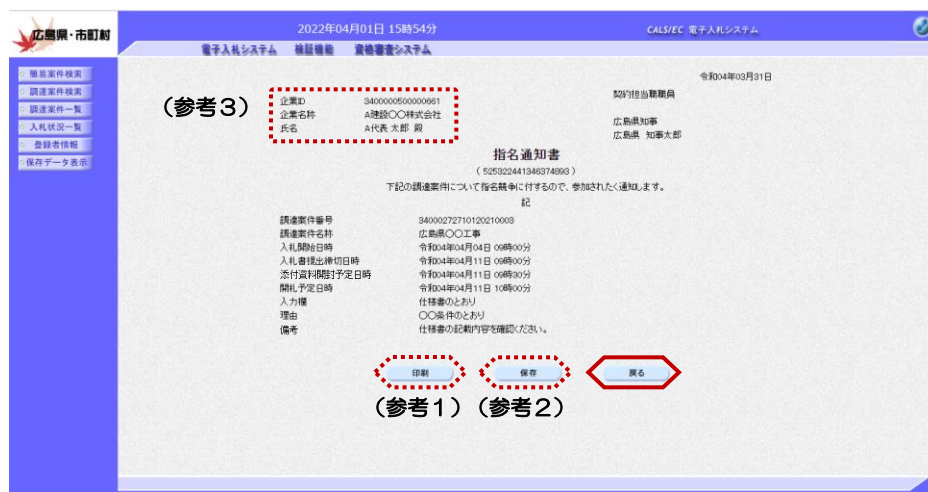 広島県・市町村
2022年04月01日 15時54分
CALS/EC 電子入札システム
電子入札システム 検証機能 資格審査システム
簡易案件検索
調達案件検索
調達案件一覧
入札状況一覧
登録者情報
保存データ表示
令和04年03月31日
(参考3)
企業ID 3400000500000661
企業名称 A建設〇〇株式会社
氏名 A代表 太郎 殿
契約担当職職員
広島県知事
広島県 知事太郎
指名通知書
( 525322441346374893 )
下記の調達案件について指名競争に付するので、参加されたく通知します。
記
調達案件番号 34000272710120210003
調達案件名称 広島県〇〇工事
入札開始日時 令和04年04月04日 09時00分
入札書提出締切日時 令和04年04月11日 09時00分
添付資料開封予定日時 令和04年04月11日 09時30分
開札予定日時 令和04年04月11日 10時00分
入力欄 仕様書のとおり
理由 〇〇条件のとおり
備考 仕様書の記載内容を確認ください。
印刷 保存 戻る
(参考1) (参考2)